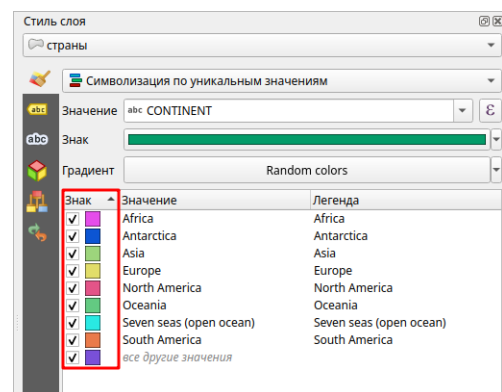 Стиль слоя
страны
Символизация по уникальным значениям
abc Значение abc CONTINENT ε
abc Знак
Градиент Random colors
Знак Значение Легенда
Africa Africa
Antarctica Antarctica
Asia Asia
Europe Europe
North America North America
Oceania Oceania
Seven seas (open ocean) Seven seas (open ocean)
South America South America
все другие значения